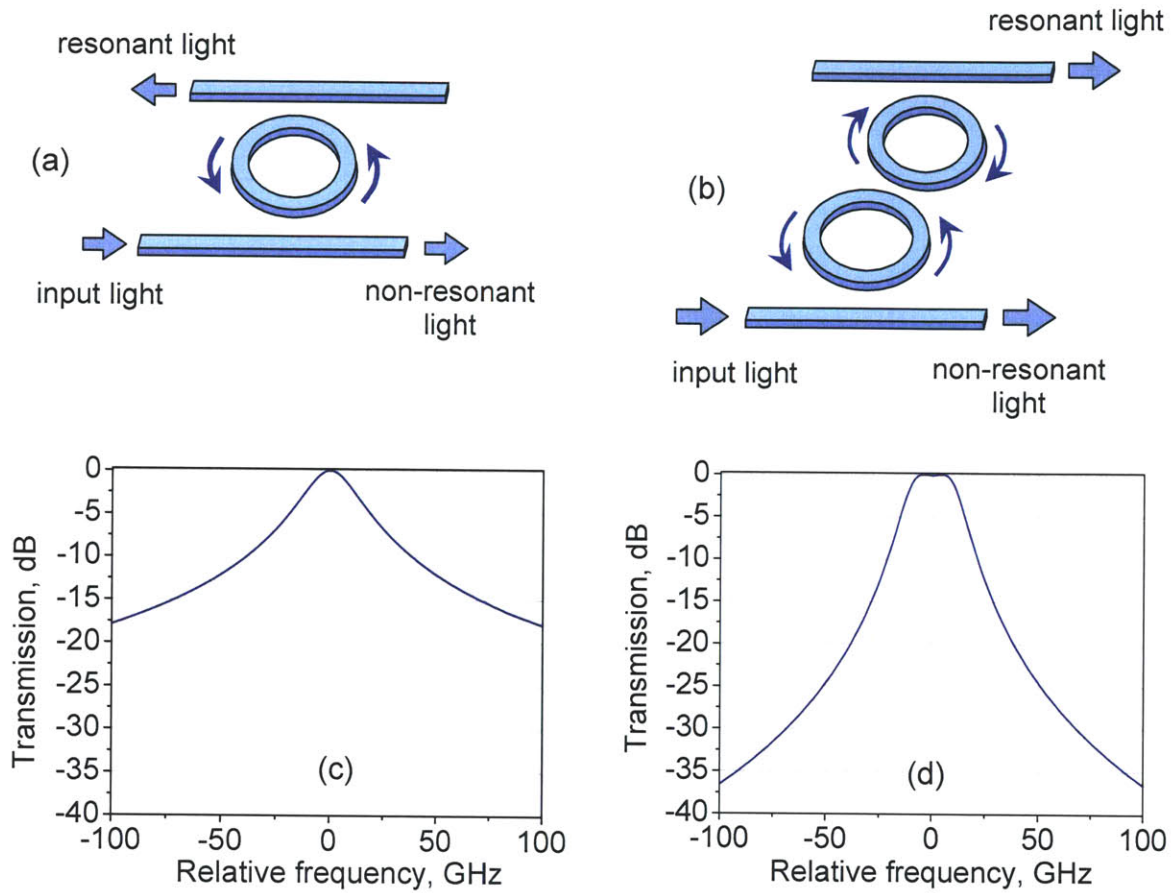 resonant light
(a)
input light
non-resonant
light
resonant light
(b)
input light
non-resonant
light
Transmission, dB
0
-5
-10
-15
-20
-25
-30
-35
-40
(c)
-100
-50
0
50
100
Relative frequency, GHz
Transmission, dB
0
-5
-10
-15
-20
-25
-30
-35
-40
(d)
-100
-50
0
50
100
Relative frequency, GHz